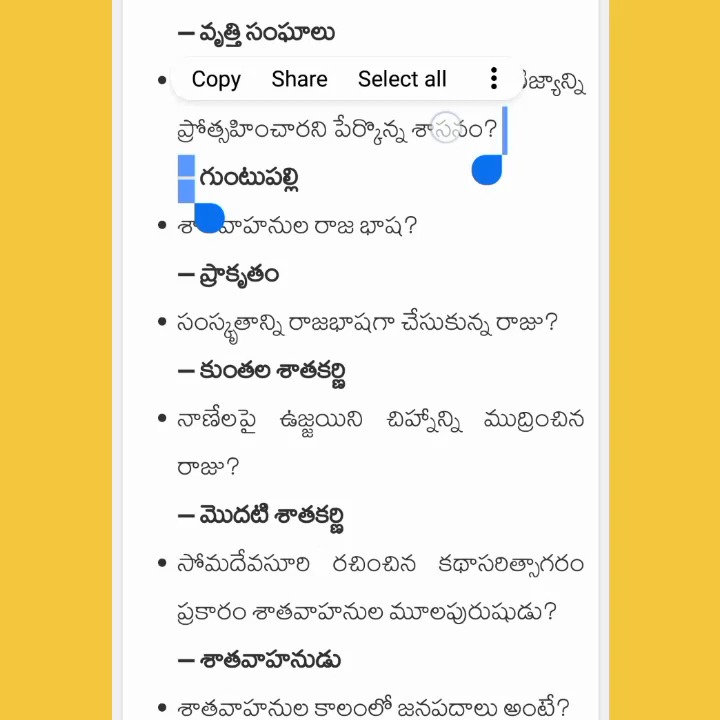 – వృత్తి సంఘాలు
Copy Share Select all
ప్రోత్సహించారని పేర్కొన్న శాసనం?
– గుంటుపల్లి
• శాతవాహనుల రాజ భాష?
– ప్రాకృతం
• సంస్కృతాన్ని రాజభాషగా చేసుకున్న రాజు?
– కుంతల శాతకర్ణి
• నాణేలపై ఉజ్జయిని చిహ్నాన్ని ముద్రించిన
రాజు?
– మొదటి శాతకర్ణి
• సోమదేవసూరి రచించిన కథాసరిత్సాగరం
ప్రకారం శాతవాహనుల మూలపురుషుడు?
– శాతవాహనుడు
• శాతవాహనుల కాలంలో జనపదాలు అంటే?